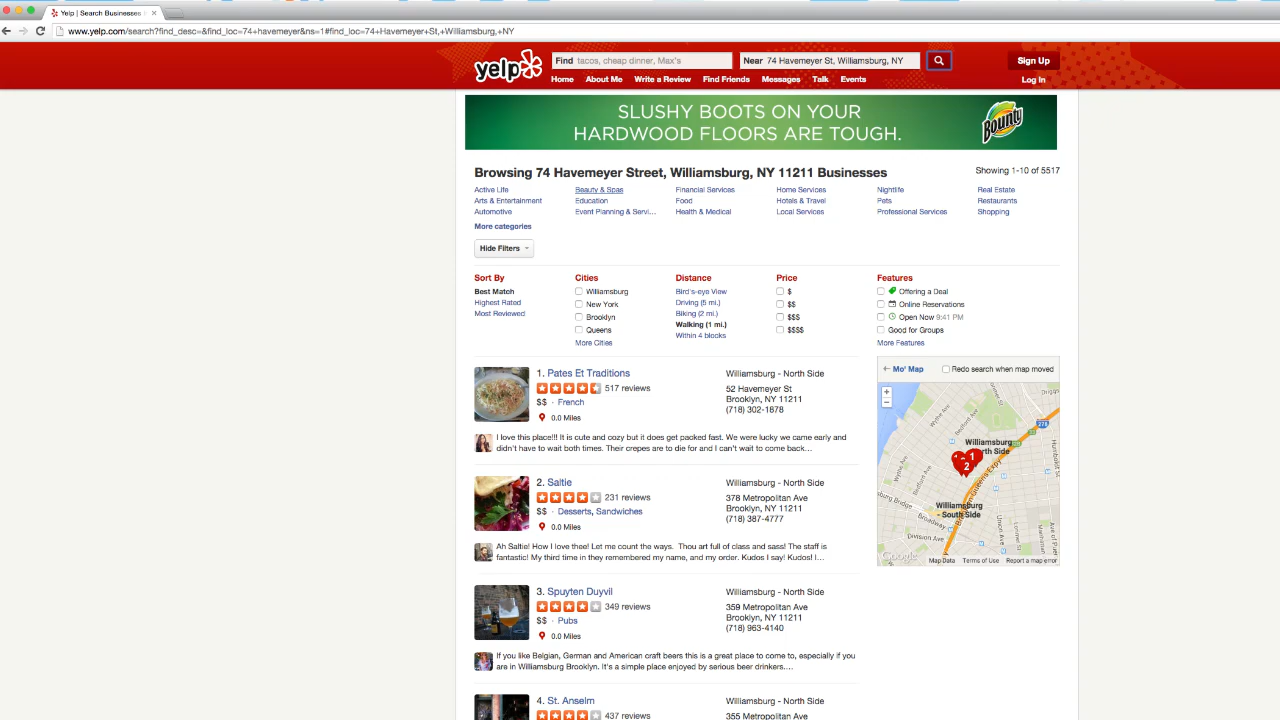 Yelp | Search Businesses
www.yelp.com/search?find_desc=&find_loc=74+havemeyer&ns=1#find_loc=74+Havemeyer+St,+Williamsburg,+NY
yelp
Find tacos, cheap dinner, Max's
Near 74 Havemeyer St, Williamsburg, NY
Sign Up
Home About Me Write a Review Find Friends Messages Talk Events
Log In
SLUSHY BOOTS ON YOUR
HARDWOOD FLOORS ARE TOUGH.
Bounty
Browsing 74 Havemeyer Street, Williamsburg, NY 11211 Businesses
Showing 1-10 of 5517
Active Life Beauty & Spas Financial Services Home Services Nightlife Real Estate
Arts & Entertainment Education Food Hotels & Travel Pets Restaurants
Automotive Event Planning & Servi... Health & Medical Local Services Professional Services Shopping
More categories
Hide Filters
Sort By
Best Match
Highest Rated
Most Reviewed
Cities
Williamsburg
New York
Brooklyn
Queens
More Cities
Distance
Bird's-eye View
Driving (5 mi.)
Biking (2 mi.)
Walking (1 mi.)
Within 4 blocks
Price
$
$$
$$$
$$$$
Features
Offering a Deal
Online Reservations
Open Now 9:41 PM
Good for Groups
More Features
1. Pates Et Traditions
517 reviews
$$ · French
0.0 Miles
Williamsburg - North Side
52 Havemeyer St
Brooklyn, NY 11211
(718) 302-1878
I love this place!!! It is cute and cozy but it does get packed fast. We were lucky we came early and
didn't have to wait both times. Their crepes are to die for and I can't wait to come back...
2. Saltie
231 reviews
$$ · Desserts, Sandwiches
0.0 Miles
Williamsburg - North Side
378 Metropolitan Ave
Brooklyn, NY 11211
(718) 387-4777
Ah Saltie! How I love thee! Let me count the ways. Thou art full of class and sass! The staff is
fantastic! My third time in they remembered my name, and my order. Kudos I say! Kudos! I...
3. Spuyten Duyvil
349 reviews
$$ · Pubs
0.0 Miles
Williamsburg - North Side
359 Metropolitan Ave
Brooklyn, NY 11211
(718) 963-4140
If you like Belgian, German and American craft beers this is a great place to come to, especially if you
are in Williamsburg Brooklyn. It's a simple place enjoyed by serious beer drinkers....
4. St. Anselm
437 reviews
Williamsburg - North Side
355 Metropolitan Ave
Mo' Map
Redo search when map moved
+
−
278
Williamsburg
1
2
Williamsburg
- South Side
Bedford Ave
Broadway
Division Ave
Union Ave
Google
Map Data Terms of Use Report a map error